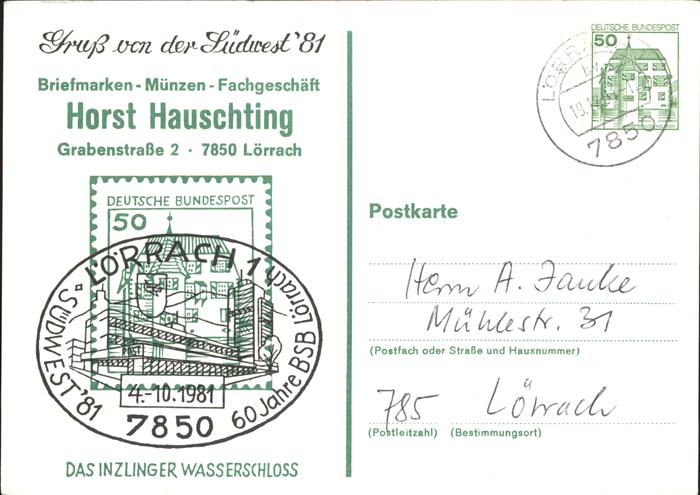 Gruß von der Südwest '81
Briefmarken - Münzen - Fachgeschäft
Horst Hauschting
Grabenstraße 2 · 7850 Lörrach
DEUTSCHE BUNDESPOST
50
LÖRRACH 1
"SÜDWEST '81
60 Jahre BSB Lörrach
POST
4.-10.1981
7850
DAS INZLINGER WASSERSCHLOSS
DEUTSCHE BUNDESPOST
50
7850
Postkarte
Herrn A. Janke
Mühlestr. 31
(Postfach oder Straße und Hausnummer)
785 Lörrach
(Postleitzahl) (Bestimmungsort)